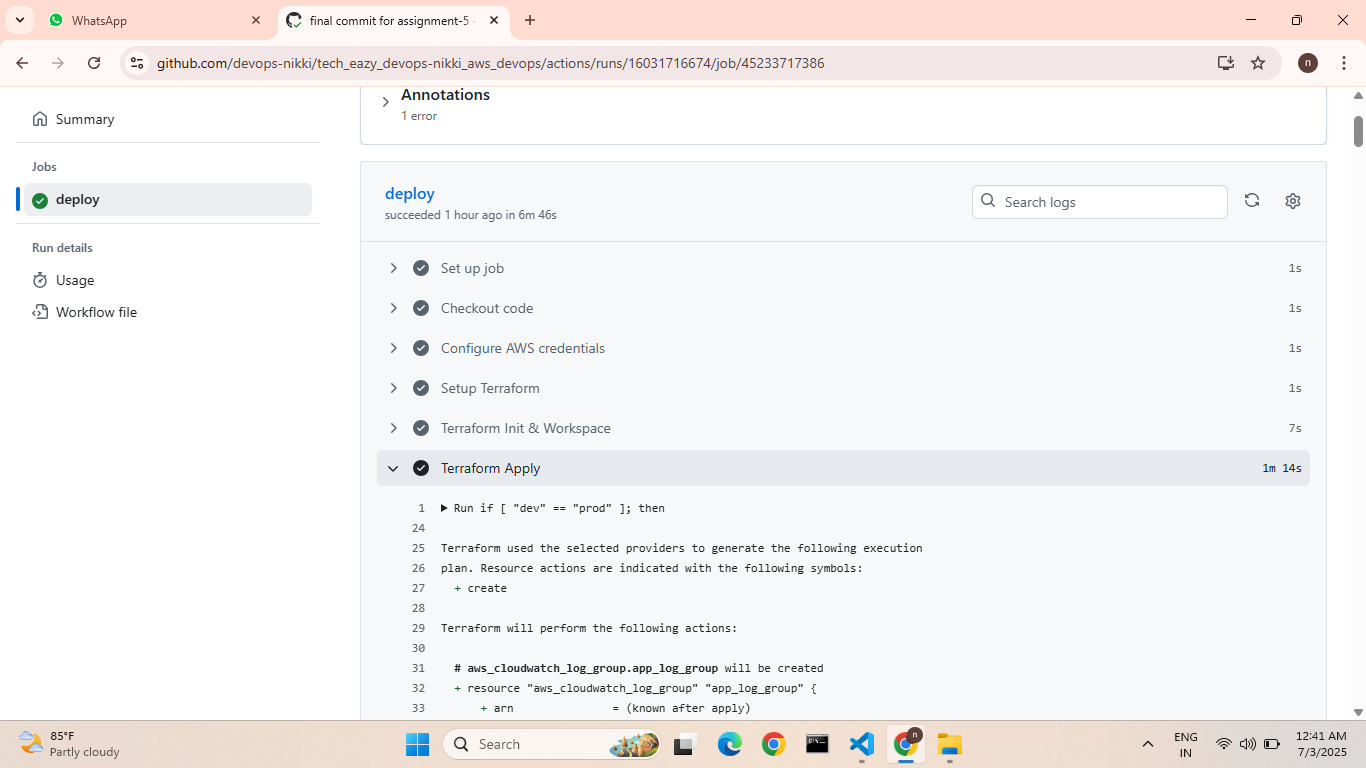 WhatsApp
final commit for assignment-5
github.com/devops-nikki/tech_eazy_devops-nikki_aws_devops/actions/runs/16031716674/job/45233717386
n
Summary
Jobs
deploy
Run details
Usage
Workflow file
Annotations
1 error
deploy
succeeded 1 hour ago in 6m 46s
Search logs
Set up job 1s
Checkout code 1s
Configure AWS credentials 1s
Setup Terraform 1s
Terraform Init & Workspace 7s
Terraform Apply 1m 14s
1 Run if [ "dev" == "prod" ]; then
24
25 Terraform used the selected providers to generate the following execution
26 plan. Resource actions are indicated with the following symbols:
27 + create
28
29 Terraform will perform the following actions:
30
31 # aws_cloudwatch_log_group.app_log_group will be created
32 + resource "aws_cloudwatch_log_group" "app_log_group" {
33 + arn = (known after apply)
85°F
Partly cloudy
Search
n
ENG
IN
12:41 AM
7/3/2025